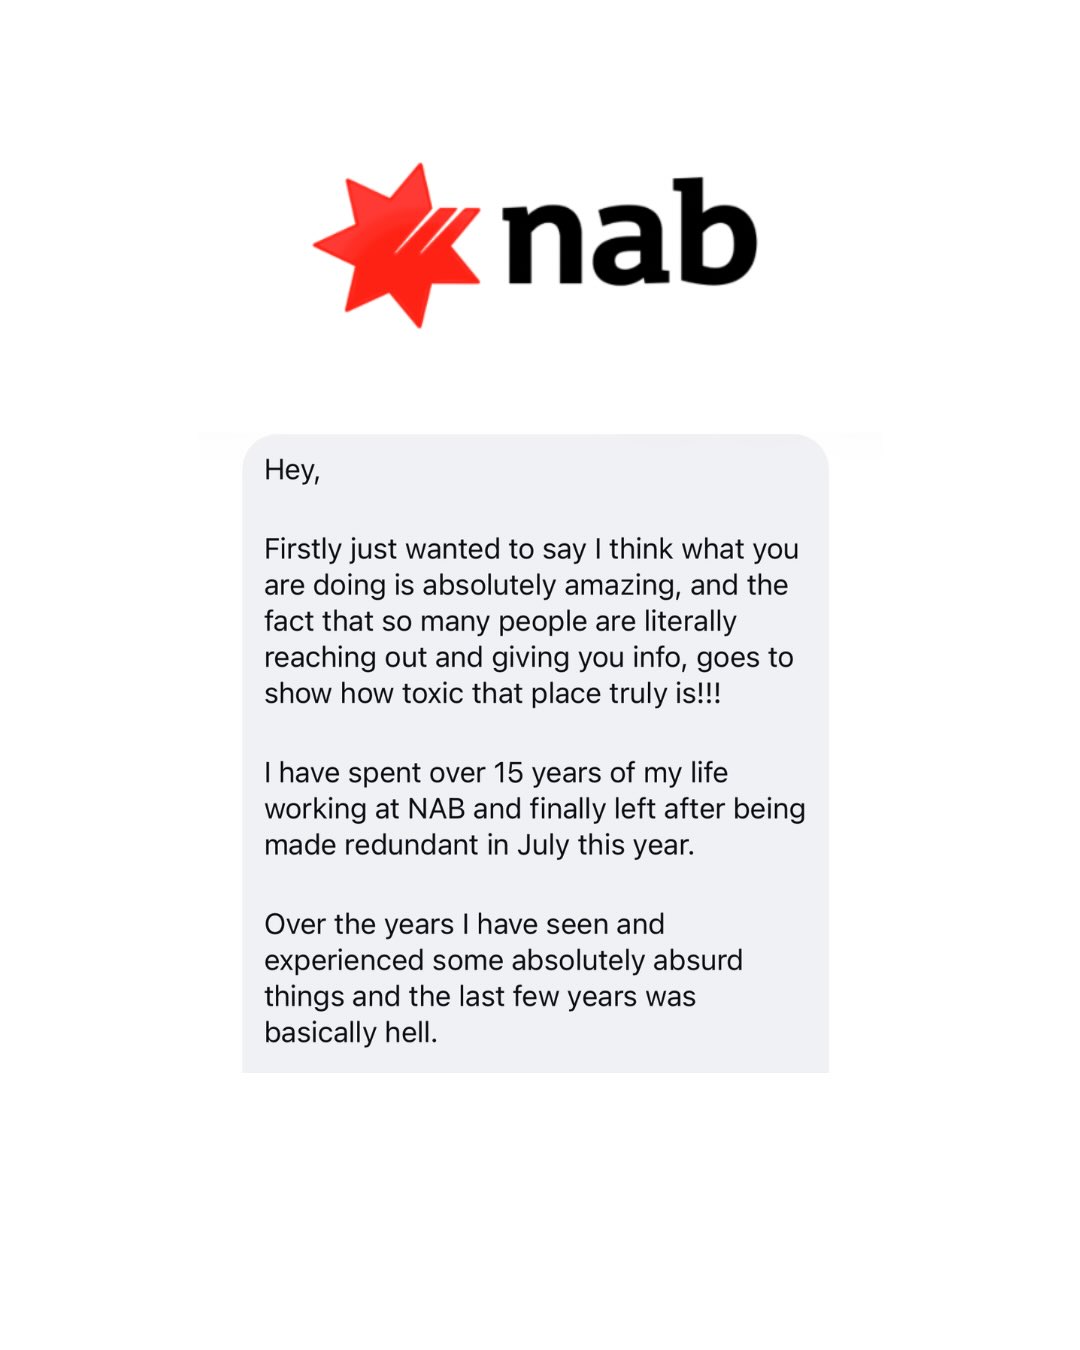 nab
Hey,
Firstly just wanted to say I think what you
are doing is absolutely amazing, and the
fact that so many people are literally
reaching out and giving you info, goes to
show how toxic that place truly is!!!
I have spent over 15 years of my life
working at NAB and finally left after being
made redundant in July this year.
Over the years I have seen and
experienced some absolutely absurd
things and the last few years was
basically hell.